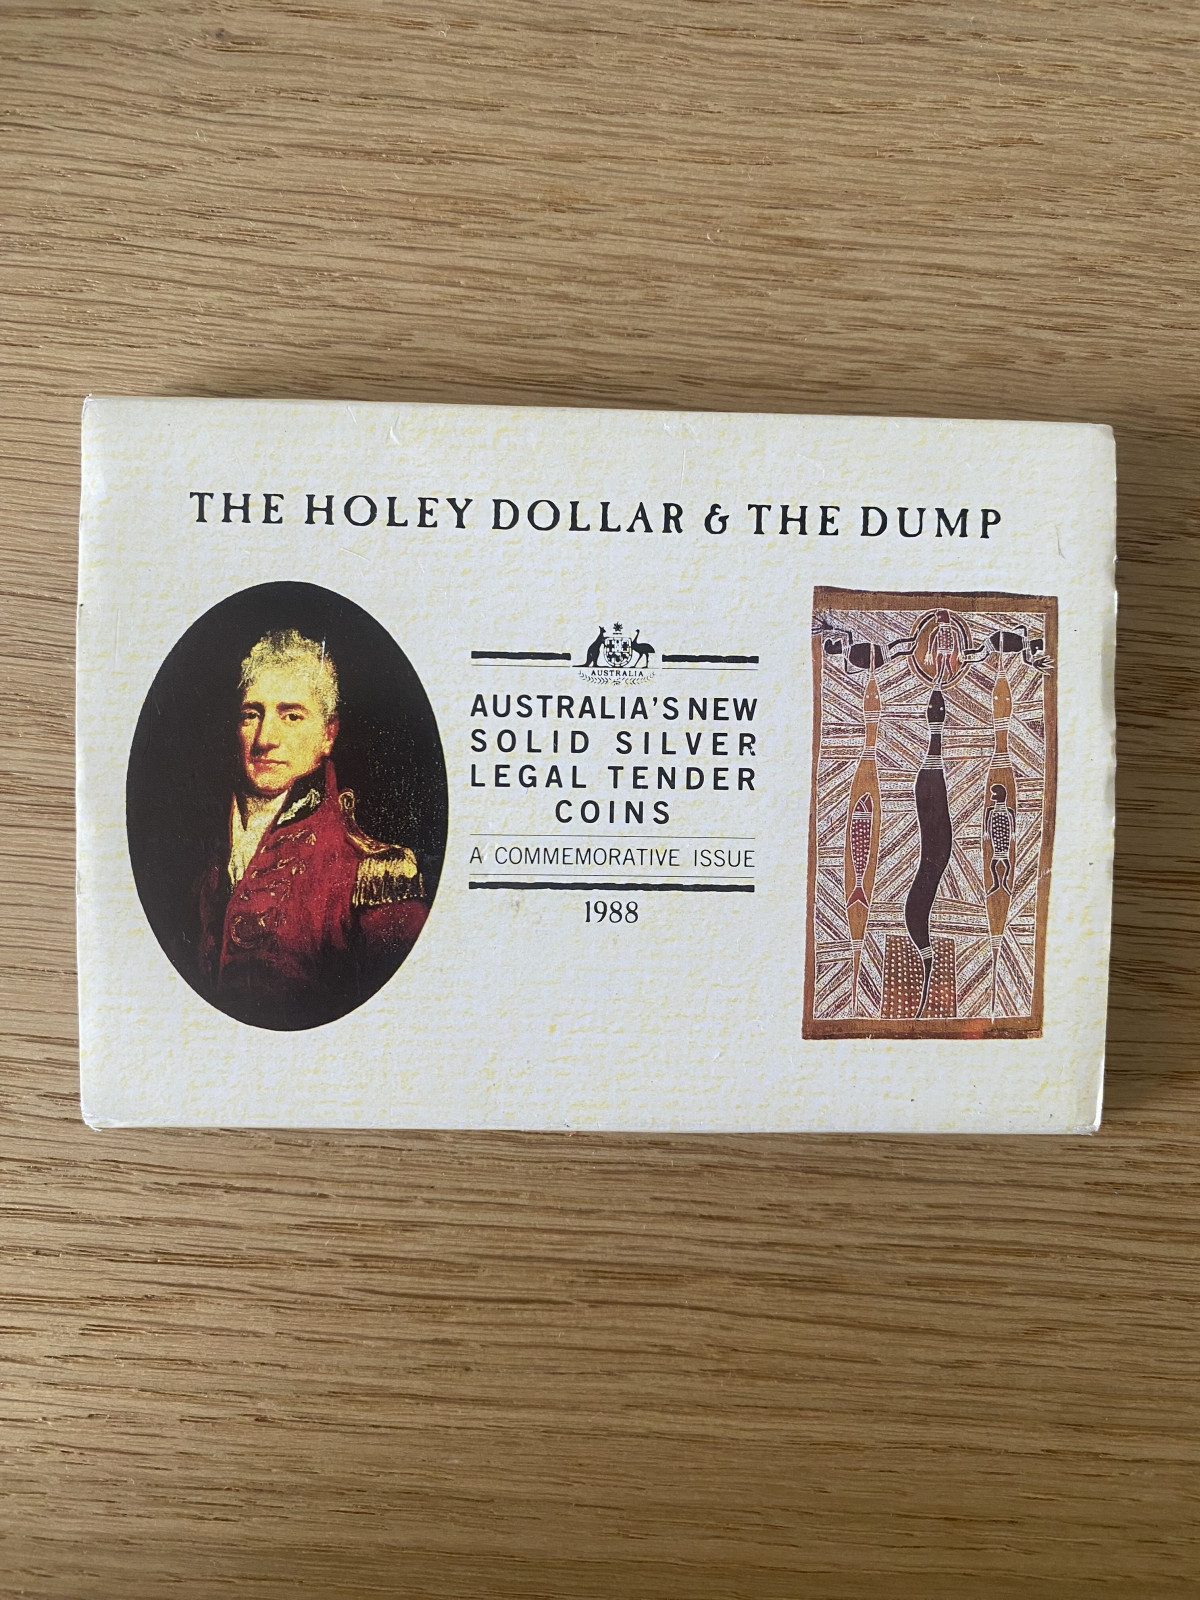 THE HOLEY DOLLAR & THE DUMP
AUSTRALIA
AUSTRALIA'S NEW
SOLID SILVER
LEGAL TENDER
COINS
A COMMEMORATIVE ISSUE
1988